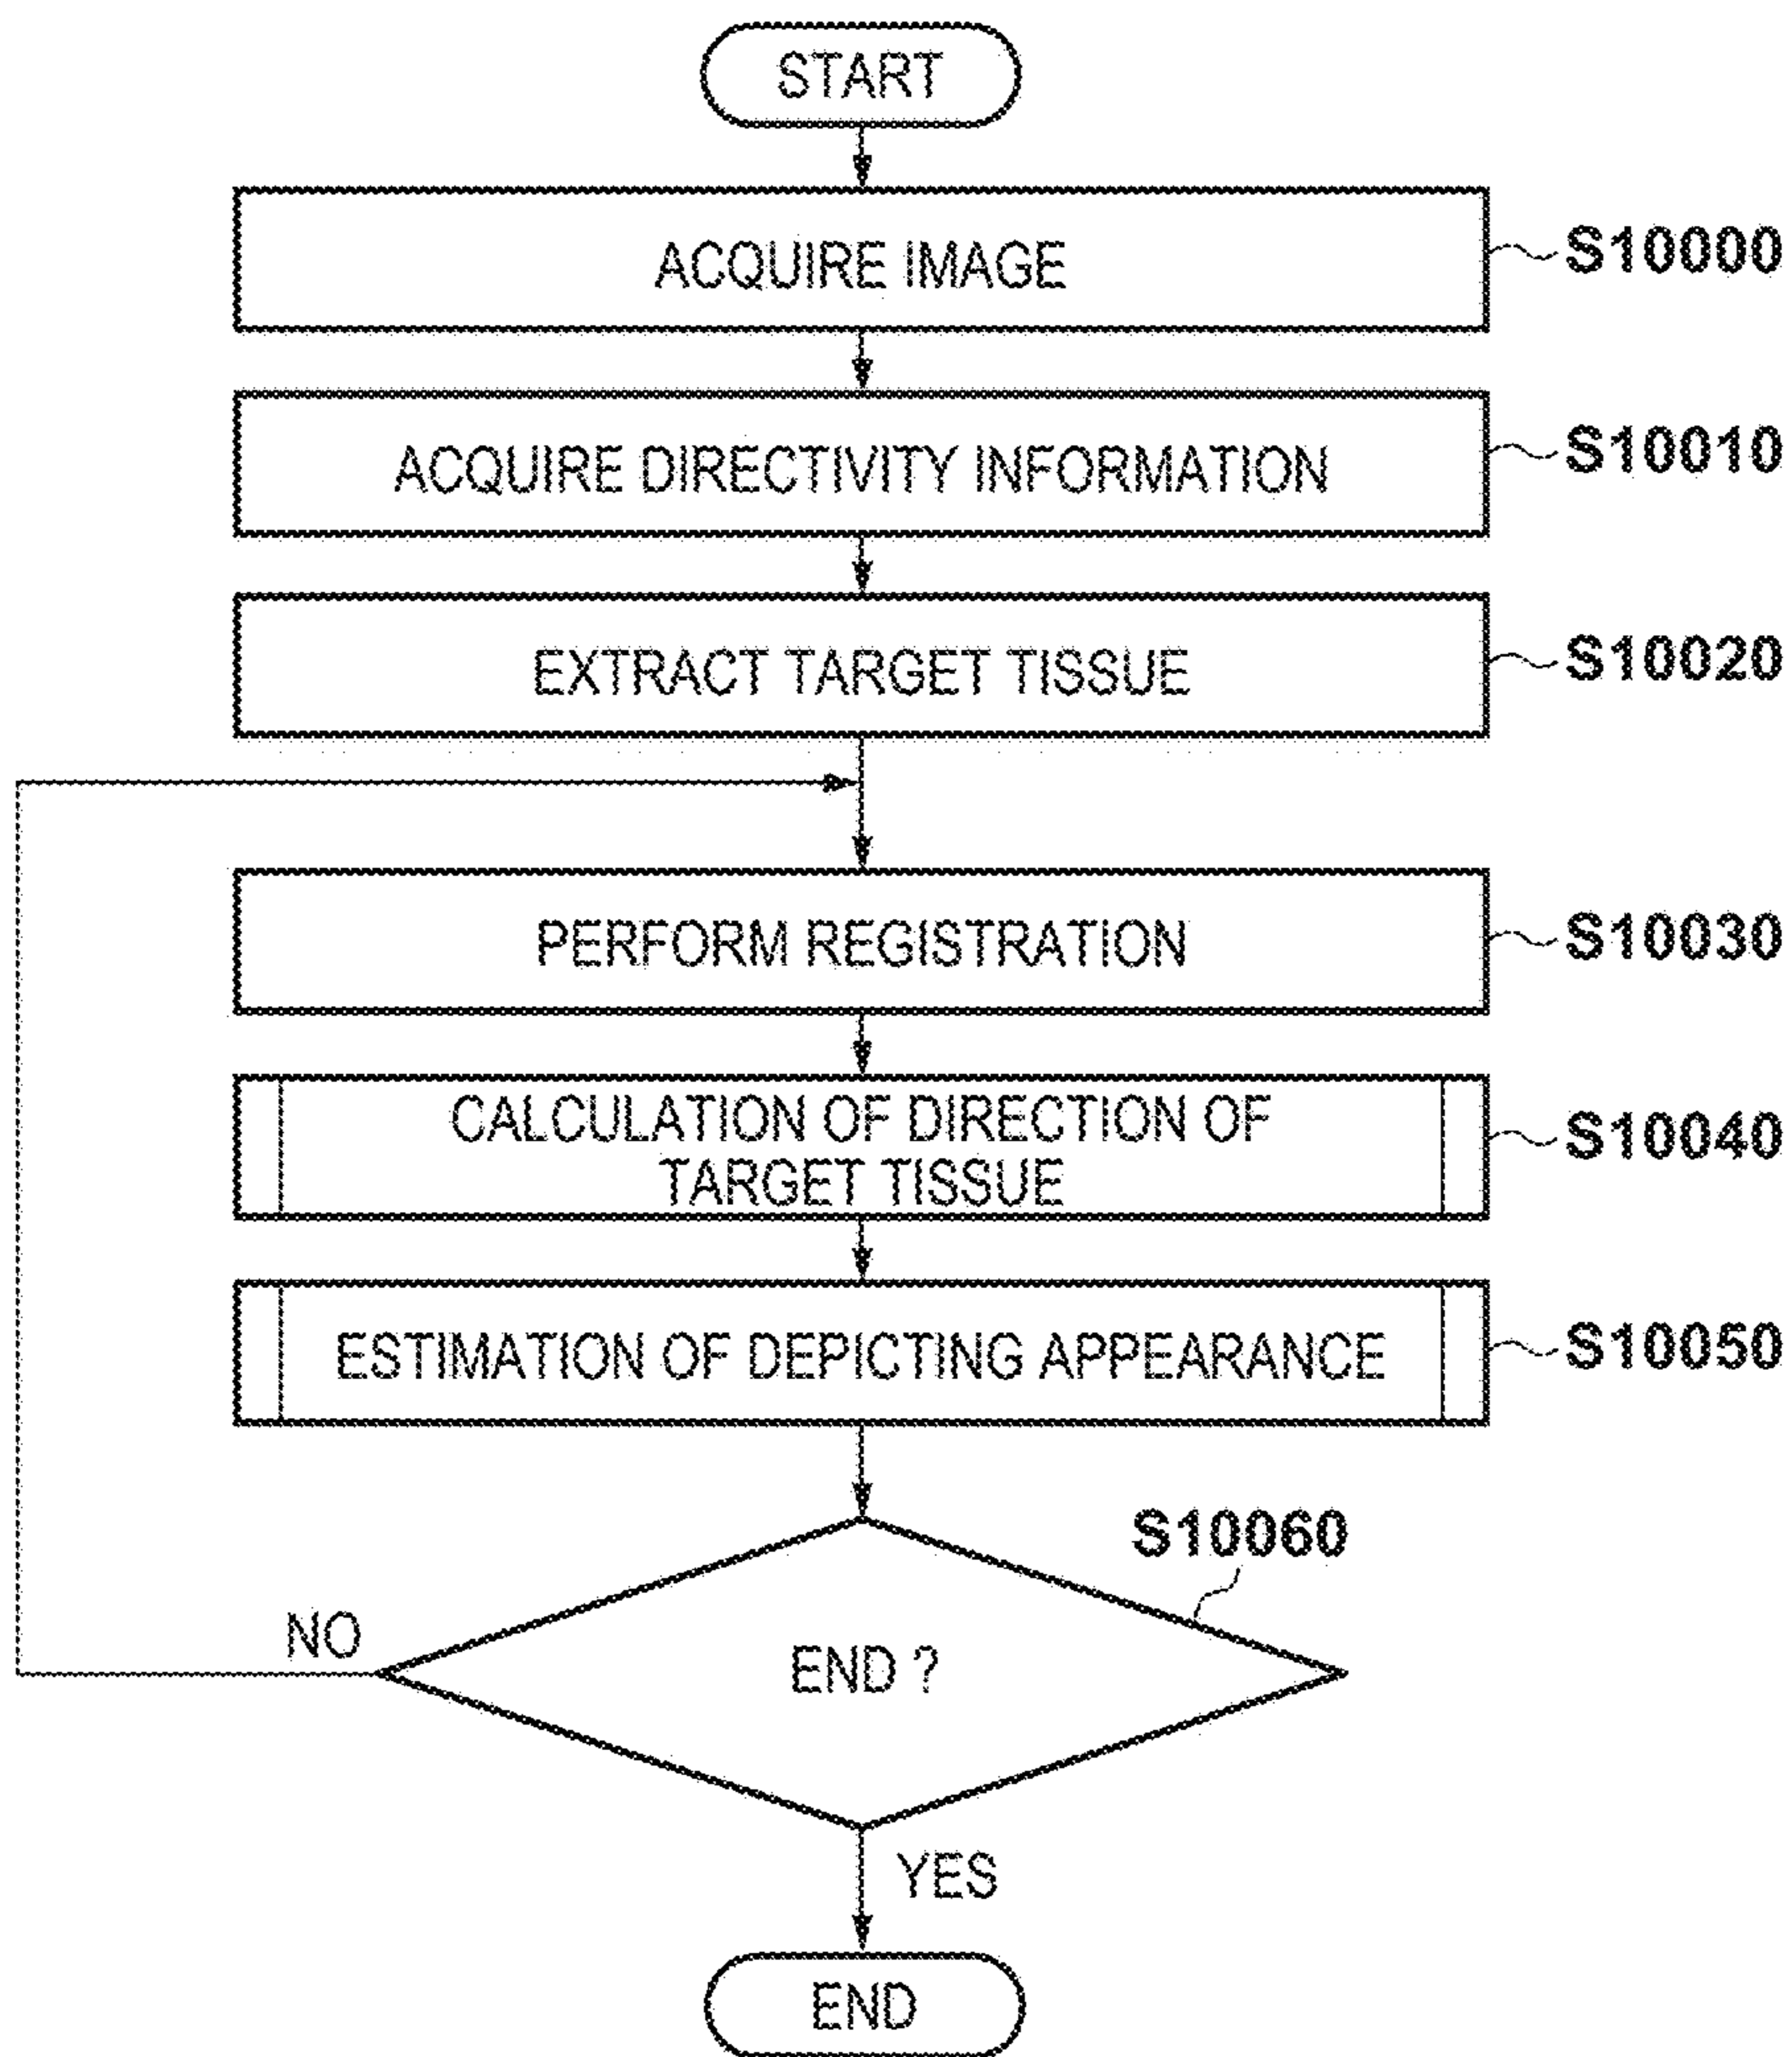 START
ACQUIRE IMAGE
S10000
ACQUIRE DIRECTIVITY INFORMATION
S10010
EXTRACT TARGET TISSUE
S10020
PERFORM REGISTRATION
S10030
CALCULATION OF DIRECTION OF
TARGET TISSUE
S10040
ESTIMATION OF DEPICTING APPEARANCE
S10050
S10060
NO
END ?
YES
END